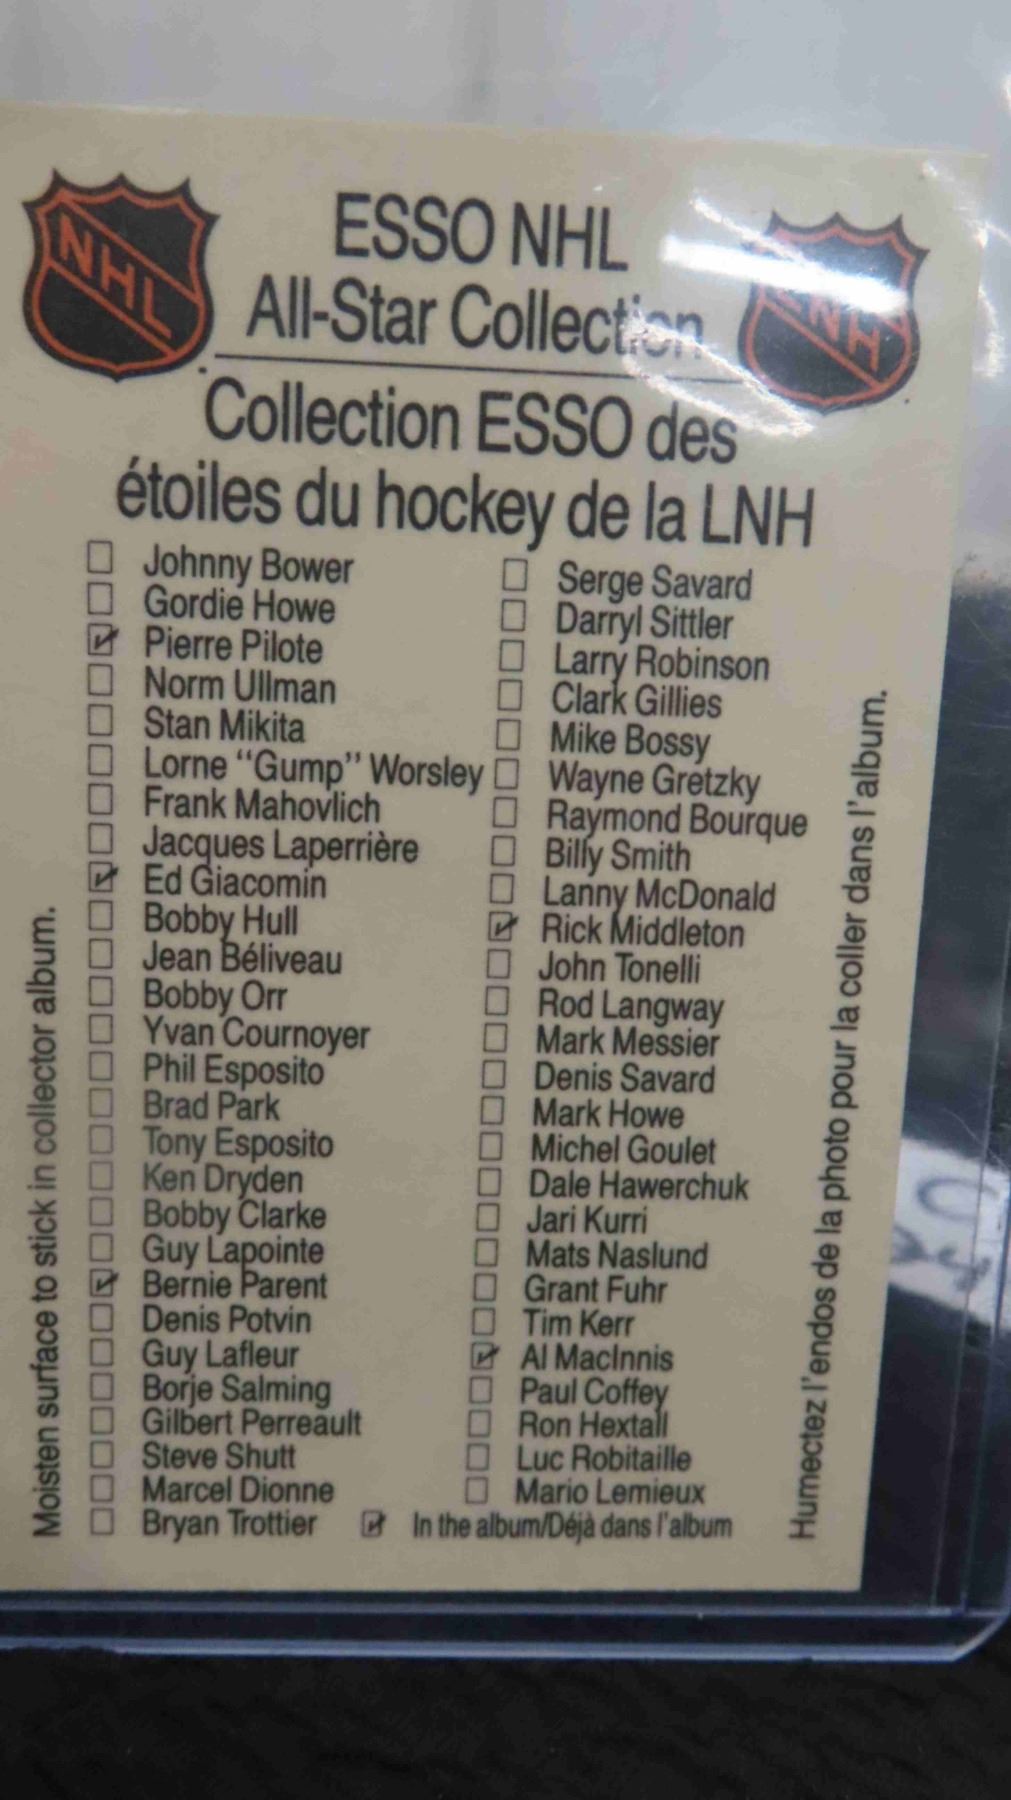 NHL
LNH
ESSO NHL
All-Star Collection
Collection ESSO des
étoiles du hockey de la LNH
Johnny Bower
Gordie Howe
Pierre Pilote
Norm Ullman
Stan Mikita
Lorne "Gump" Worsley
Frank Mahovlich
Jacques Laperrière
Ed Giacomin
Bobby Hull
Jean Béliveau
Bobby Orr
Yvan Cournoyer
Phil Esposito
Brad Park
Tony Esposito
Ken Dryden
Bobby Clarke
Guy Lapointe
Bernie Parent
Denis Potvin
Guy Lafleur
Borje Salming
Gilbert Perreault
Steve Shutt
Marcel Dionne
Bryan Trottier
Serge Savard
Darryl Sittler
Larry Robinson
Clark Gillies
Mike Bossy
Wayne Gretzky
Raymond Bourque
Billy Smith
Lanny McDonald
Rick Middleton
John Tonelli
Rod Langway
Mark Messier
Denis Savard
Mark Howe
Michel Goulet
Dale Hawerchuk
Jari Kurri
Mats Naslund
Grant Fuhr
Tim Kerr
Al MacInnis
Paul Coffey
Ron Hextall
Luc Robitaille
Mario Lemieux
In the album/Déjà dans l'album
Moisten surface to stick in collector album.
Humectez l'endos de la photo pour la coller dans l'album.